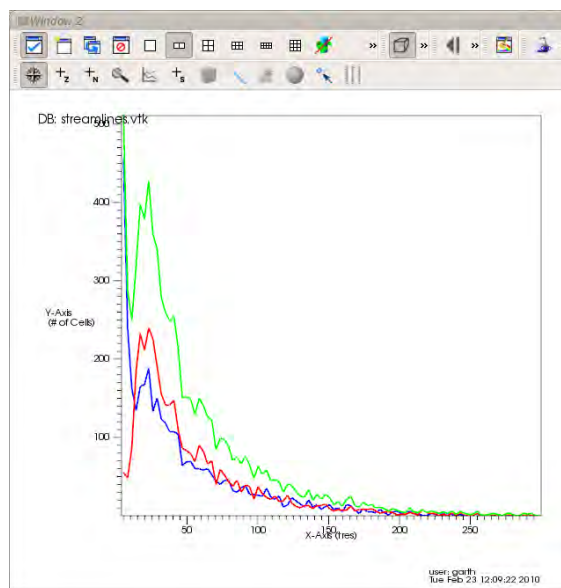 Window 2
» » »
+z +N +s
DB: streamlines.vtk
500
400
300
200
100
Y-Axis
(# of Cells)
50 100 150 200 250
X-Axis (tres)
user: garth
Tue Feb 23 12:09:22 2010